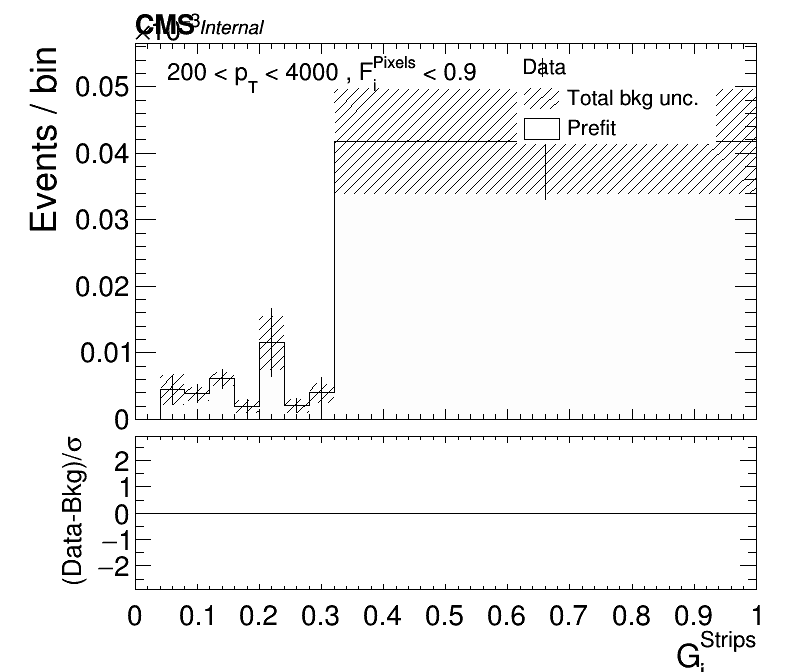 CMS Internal
×10³
200 < p_T < 4000 , F_i^Pixels < 0.9
Data
Total bkg unc.
Prefit
Events / bin
0.05
0.04
0.03
0.02
0.01
0
(Data-Bkg)/σ
2
1
0
−1
−2
0 0.1 0.2 0.3 0.4 0.5 0.6 0.7 0.8 0.9 1
G_i^Strips